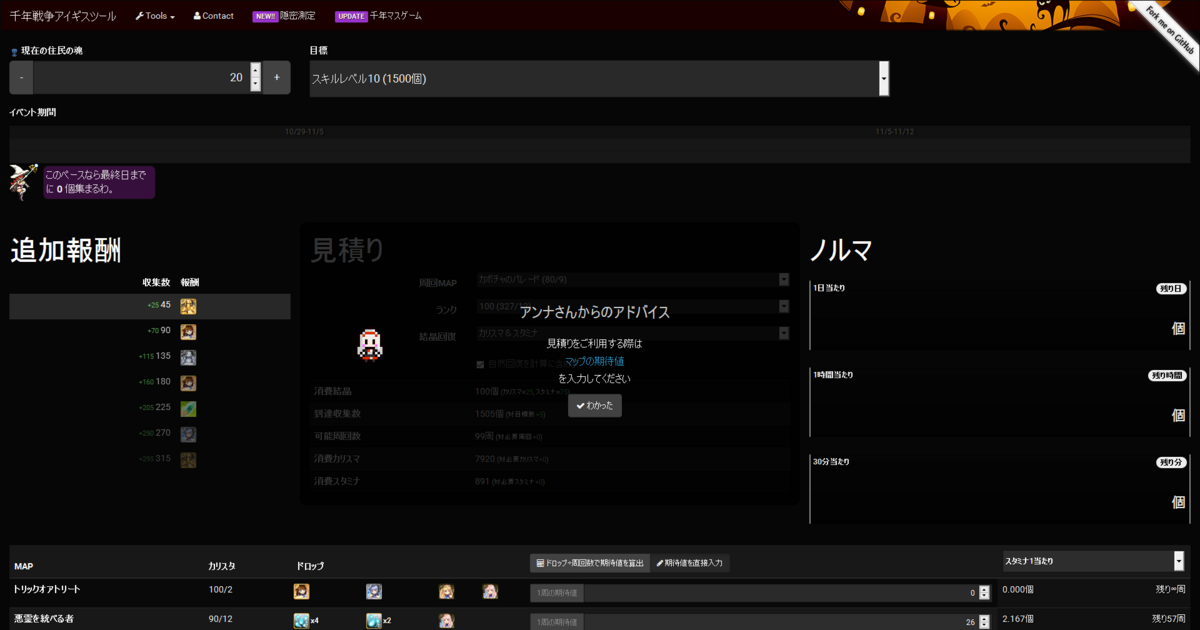 千年戦争アイギスツール Tools Contact NEW!! 隠密測定 UPDATE 千年マスゲーム
Fork me on GitHub
現在の住民の魂 目標
- 20 + スキルレベル10 (1500個)
イベント期間
10/29-11/5 11/5-11/12
このペースなら最終日まで
に 0 個集まるわ。
追加報酬 見積り ノルマ
収集数 報酬
+25 45
+70 90
+115 135
+160 180
+205 225
+250 270
+295 315
周回MAP カボチャのパレード (80/9)
ランク 100 (327/12)
結晶回復 カリスマ&スタミナ
アンナさんからのアドバイス
見積りをご利用する際は
マップの期待値
を入力してください
わかった
消費結晶 100個
到達収集数 1505個
可能周回数 99周
消費カリスマ 7920
消費スタミナ 891
1日当たり 残り日
個
1時間当たり 残り時間
個
30分当たり 残り分
個
MAP カリスタ ドロップ ドロップ÷周回数で期待値を算出 期待値を直接入力 スタミナ1当たり
トリックオアトリート 100/2 1周の期待値 0 0.000個 残り∞周
悪霊を統べる者 90/12 x4 x2 1周の期待値 26 2.167個 残り57周